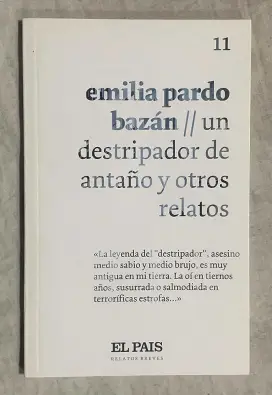 11
emilia pardo
bazán // un
destripador de
antaño y otros
relatos
«La leyenda del "destripador", asesino
medio sabio y medio brujo, es muy
antigua en mi tierra. La oí en tiernos
años, susurrada o salmodiada en
terroríficas estrofas...»
EL PAIS
RELATOS BREVES